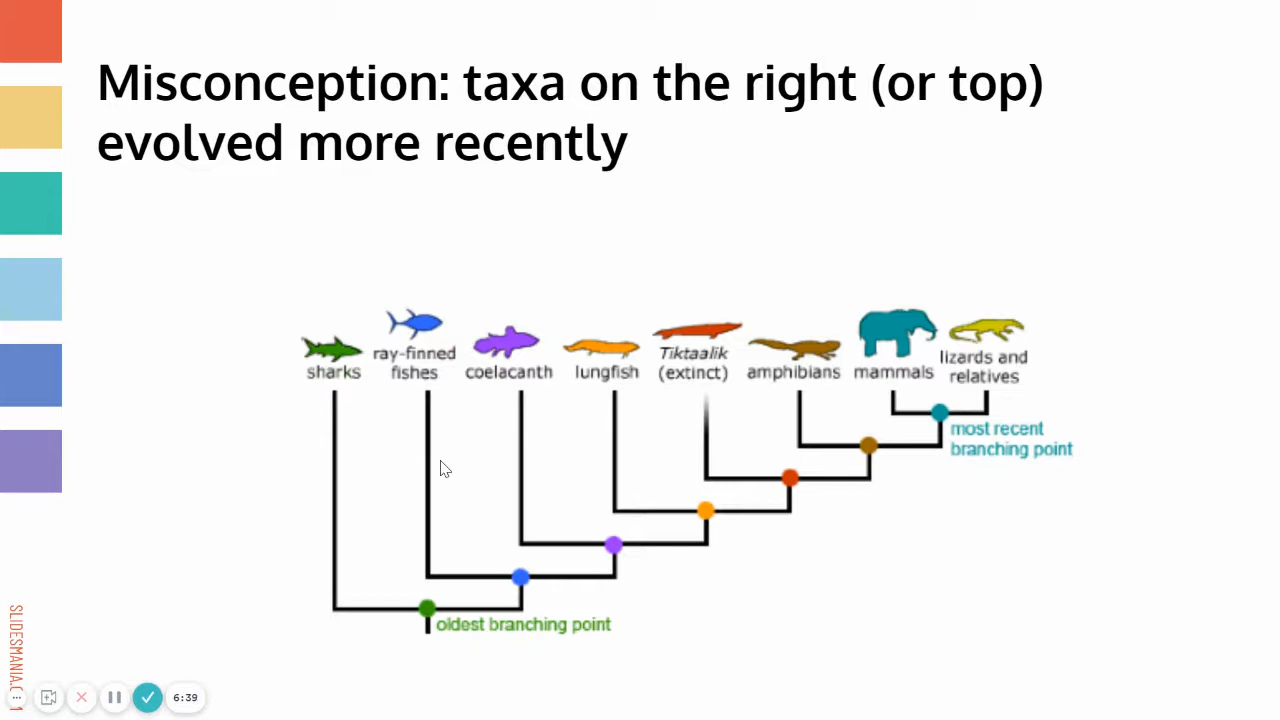 Misconception: taxa on the right (or top)
evolved more recently
sharks
ray-finned
fishes
coelacanth
lungfish
Tiktaalik
(extinct)
amphibians
mammals
lizards and
relatives
most recent
branching point
oldest branching point
6:39